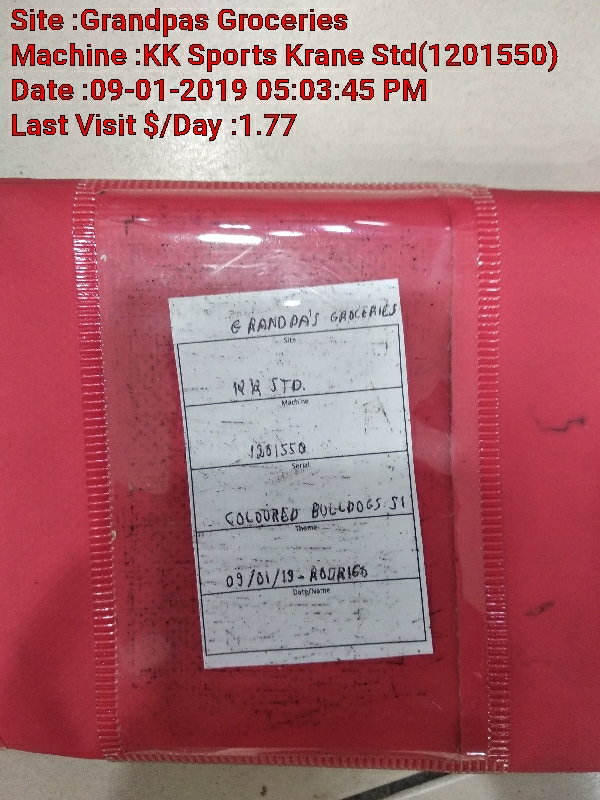 Site :Grandpas Groceries
Machine :KK Sports Krane Std(1201550)
Date :09-01-2019 05:03:45 PM
Last Visit $/Day :1.77
GRANDPA'S GROCERIES
Site
KK STD.
Machine
1201550
Serial
COLOURED BULLDOGS S1
Theme
09/01/19 - RODRIGO
Date/Name